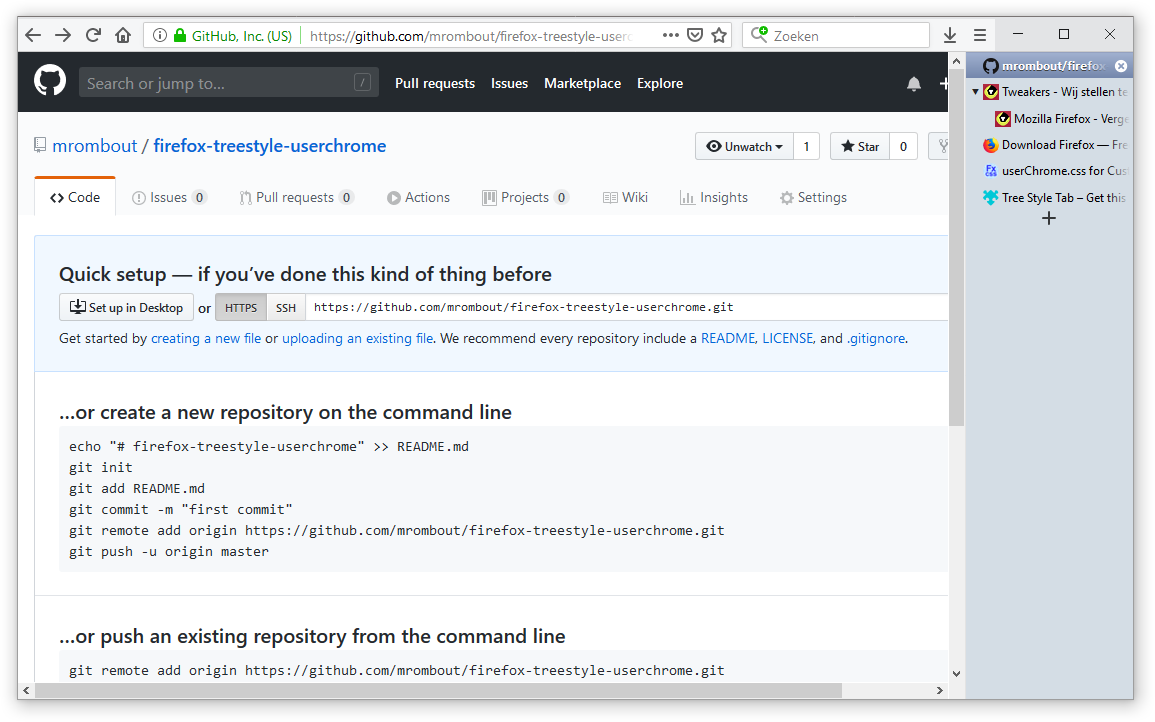 GitHub, Inc. (US)
https://github.com/mrombout/firefox-treestyle-userc
Zoeken
Search or jump to...
/
Pull requests
Issues
Marketplace
Explore
mrombout/firefox
Tweakers - Wij stellen te
Mozilla Firefox - Verge
Download Firefox — Fre
userChrome.css for Cus
Tree Style Tab – Get this
mrombout / firefox-treestyle-userchrome
Unwatch
1
Star
0
Code
Issues 0
Pull requests 0
Actions
Projects 0
Wiki
Insights
Settings
Quick setup — if you’ve done this kind of thing before
Set up in Desktop
or
HTTPS
SSH
https://github.com/mrombout/firefox-treestyle-userchrome.git
Get started by creating a new file or uploading an existing file. We recommend every repository include a README, LICENSE, and .gitignore.
…or create a new repository on the command line
echo "# firefox-treestyle-userchrome" >> README.md
git init
git add README.md
git commit -m "first commit"
git remote add origin https://github.com/mrombout/firefox-treestyle-userchrome.git
git push -u origin master
…or push an existing repository from the command line
git remote add origin https://github.com/mrombout/firefox-treestyle-userchrome.git